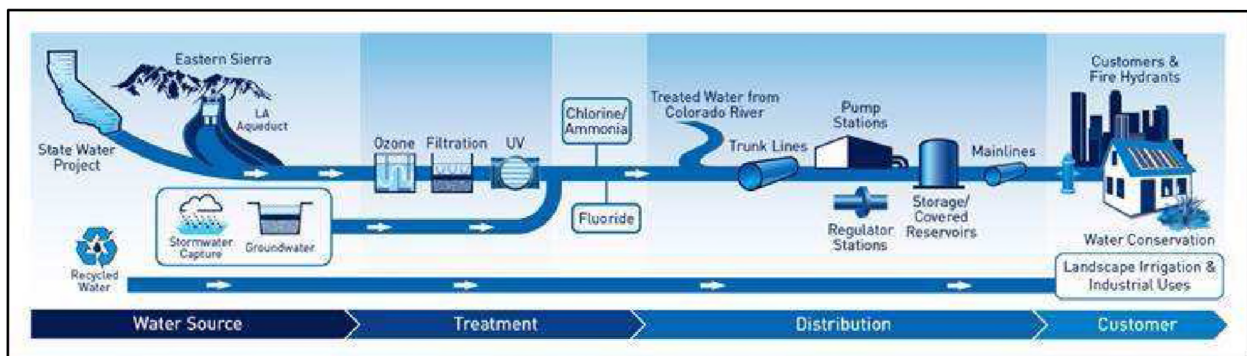 Eastern Sierra
LA
Aqueduct
State Water
Project
Stormwater
Capture
Groundwater
Recycled
Water
Ozone
Filtration
UV
Chlorine/
Ammonia
Fluoride
Treated Water from
Colorado River
Trunk Lines
Pump
Stations
Regulator
Stations
Storage/
Covered
Reservoirs
Mainlines
Customers &
Fire Hydrants
Water Conservation
Landscape Irrigation &
Industrial Uses
Water Source
Treatment
Distribution
Customer